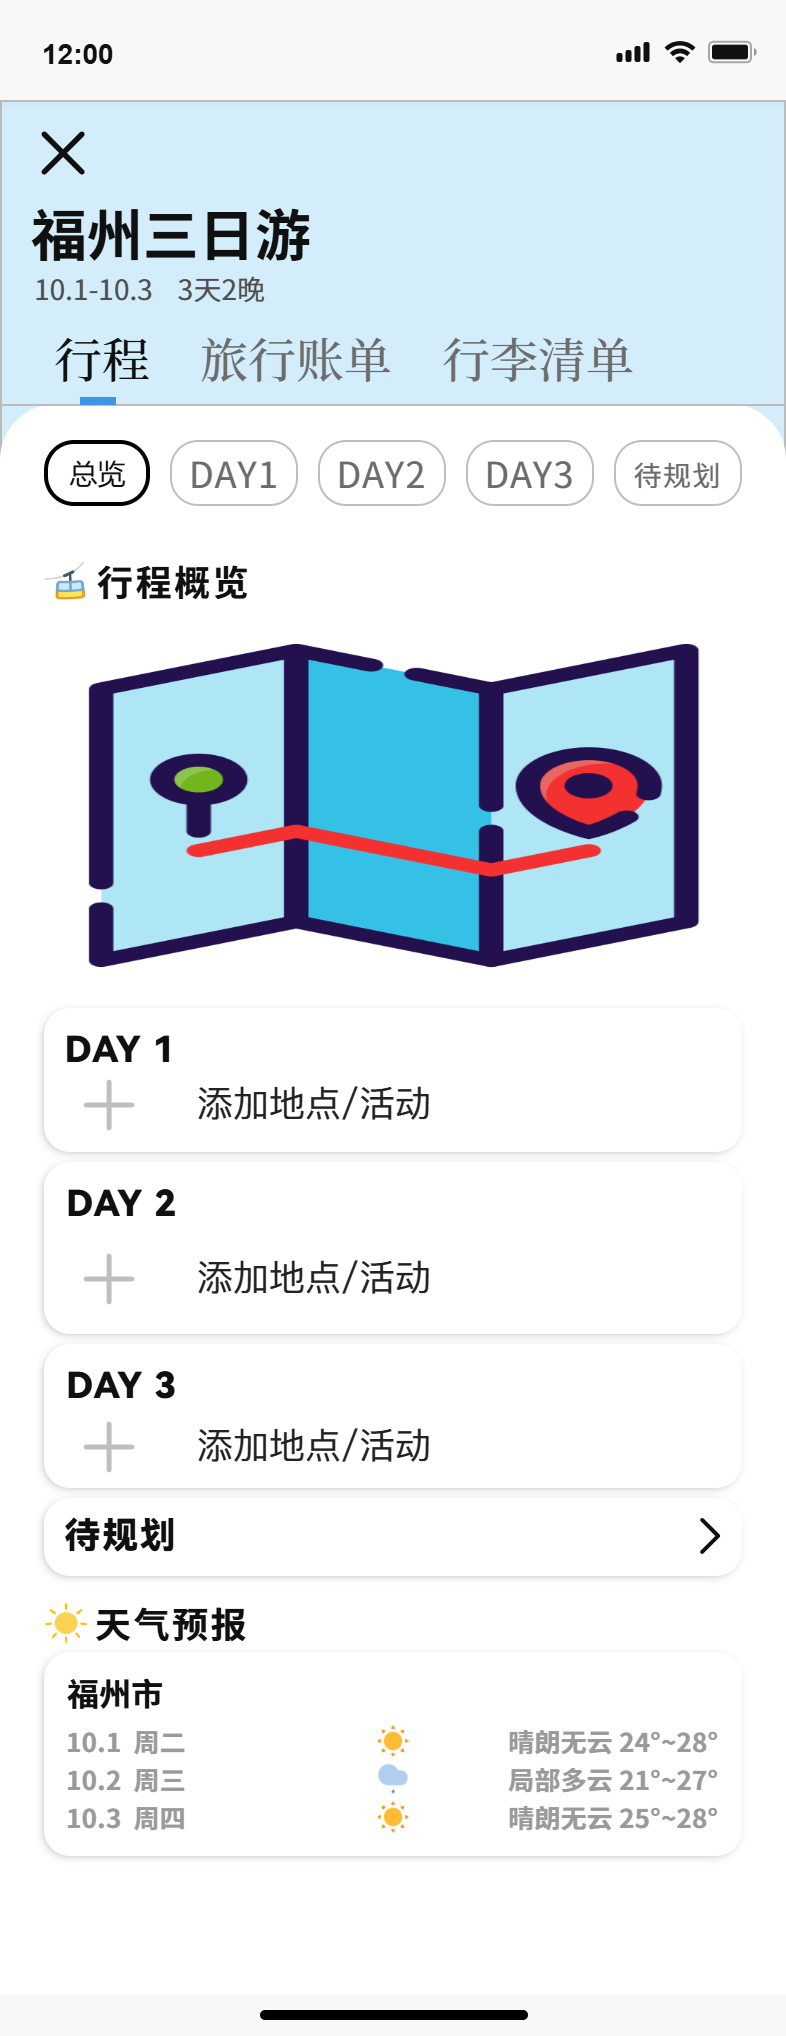 12:00
福州三日游
10.1-10.3 3天2晚
行程 旅行账单 行李清单
总览 DAY1 DAY2 DAY3 待规划
行程概览
DAY 1
添加地点/活动
DAY 2
添加地点/活动
DAY 3
添加地点/活动
待规划
天气预报
福州市
10.1 周二 晴朗无云 24°~28°
10.2 周三 局部多云 21°~27°
10.3 周四 晴朗无云 25°~28°